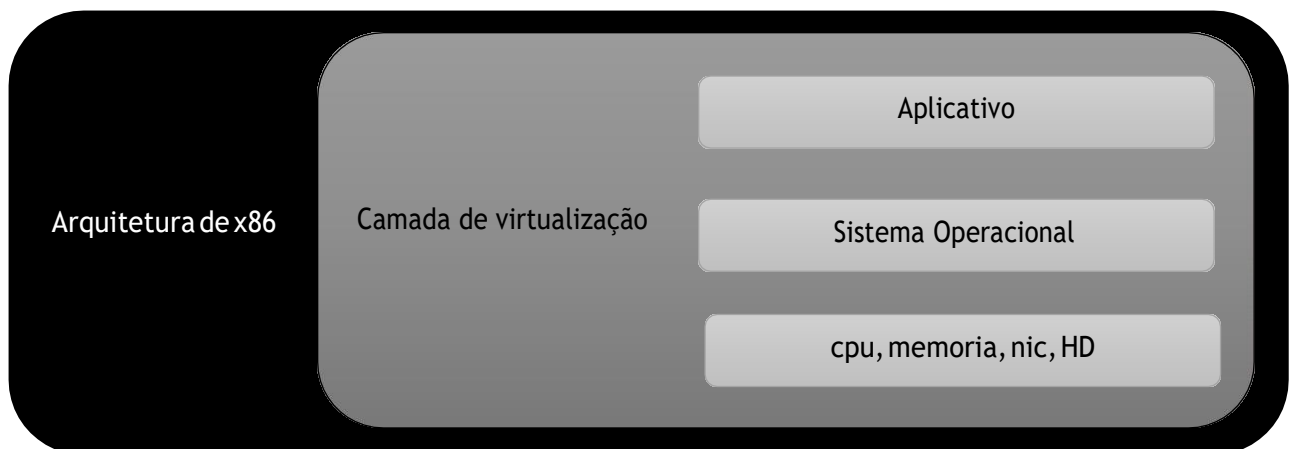 Arquitetura de x86
Camada de virtualização
Aplicativo
Sistema Operacional
cpu, memoria, nic, HD